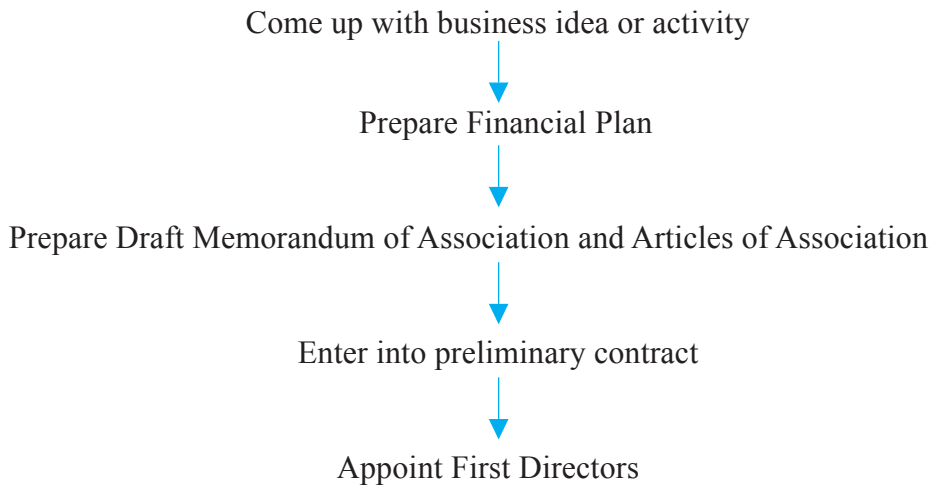 Come up with business idea or activity
Prepare Financial Plan
Prepare Draft Memorandum of Association and Articles of Association
Enter into preliminary contract
Appoint First Directors